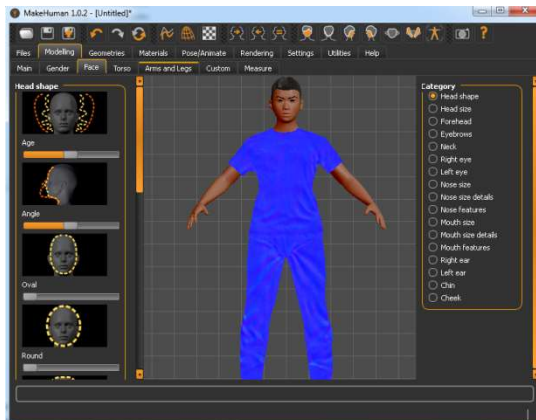 MakeHuman 1.0.2 - [Untitled]*
Files Modelling Geometries Materials Pose/Animate Rendering Settings Utilities Help
Main Gender Face Torso Arms and Legs Custom Measure
Head shape
Age
Angle
Oval
Round
Category
Head shape
Head size
Forehead
Eyebrows
Neck
Right eye
Left eye
Nose size
Nose size details
Nose features
Mouth size
Mouth size details
Mouth features
Right ear
Left ear
Chin
Cheek